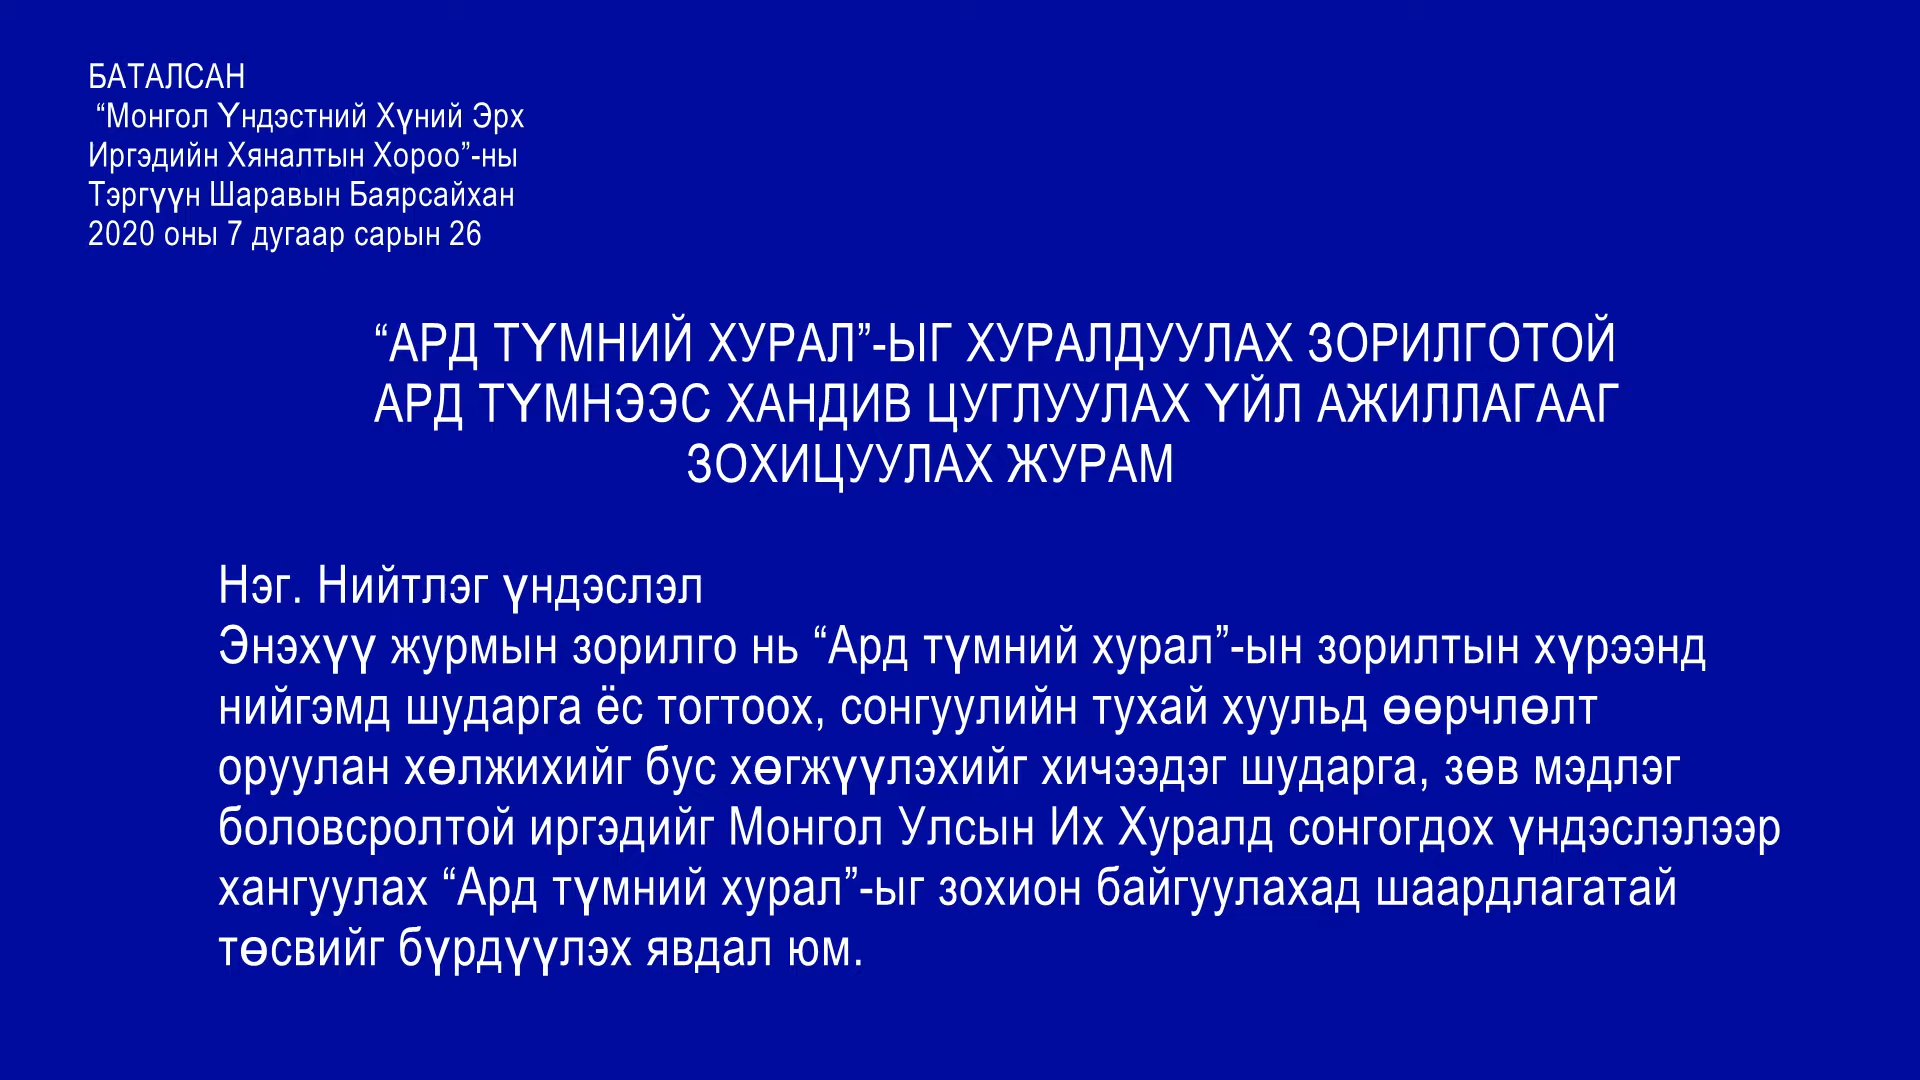 БАТАЛСАН
“Монгол Үндэстний Хүний Эрх
Иргэдийн Хяналтын Хороо”-ны
Тэргүүн Шаравын Баярсайхан
2020 оны 7 дугаар сарын 26
“АРД ТҮМНИЙ ХУРАЛ”-ЫГ ХУРАЛДУУЛАХ ЗОРИЛГОТОЙ
АРД ТҮМНЭЭС ХАНДИВ ЦУГЛУУЛАХ ҮЙЛ АЖИЛЛАГААГ
ЗОХИЦУУЛАХ ЖУРАМ
Нэг. Нийтлэг үндэслэл
Энэхүү журмын зорилго нь “Ард түмний хурал”-ын зорилтын хүрээнд
нийгэмд шударга ёс тогтоох, сонгуулийн тухай хуульд өөрчлөлт
оруулан хөлжихийг бус хөгжүүлэхийг хичээдэг шударга, зөв мэдлэг
боловсролтой иргэдийг Монгол Улсын Их Хуралд сонгогдох үндэслэлээр
хангуулах “Ард түмний хурал”-ыг зохион байгуулахад шаардлагатай
төсвийг бүрдүүлэх явдал юм.